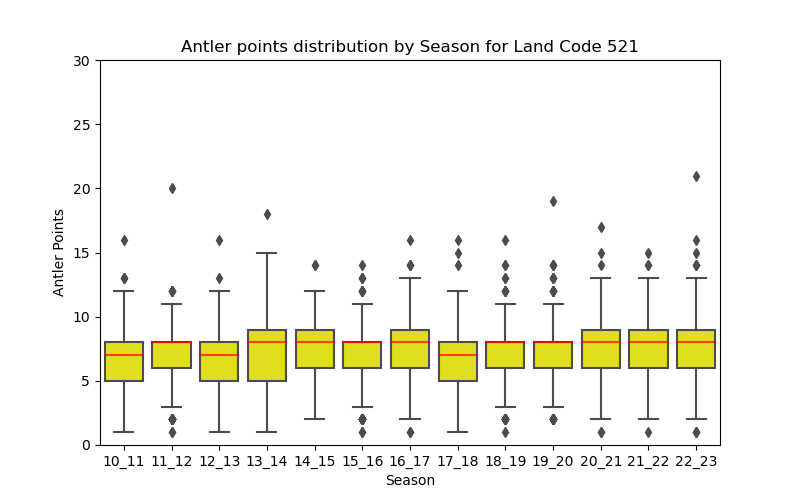 Antler points distribution by Season for Land Code 521
30
25
20
15
10
5
0
Antler Points
10_11 11_12 12_13 13_14 14_15 15_16 16_17 17_18 18_19 19_20 20_21 21_22 22_23
Season